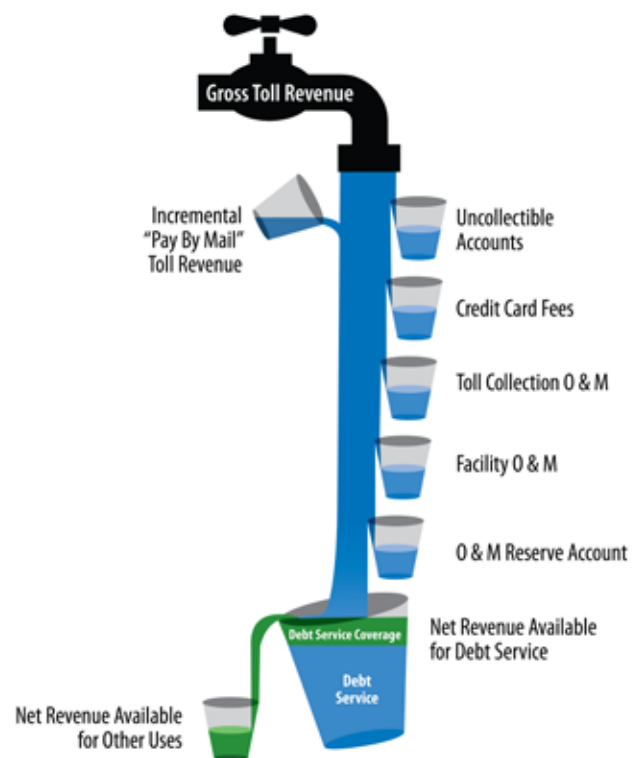 Gross Toll Revenue
Incremental
“Pay By Mail”
Toll Revenue
Uncollectible
Accounts
Credit Card Fees
Toll Collection O & M
Facility O & M
O & M Reserve Account
Debt Service Coverage
Net Revenue Available
for Debt Service
Debt
Service
Net Revenue Available
for Other Uses